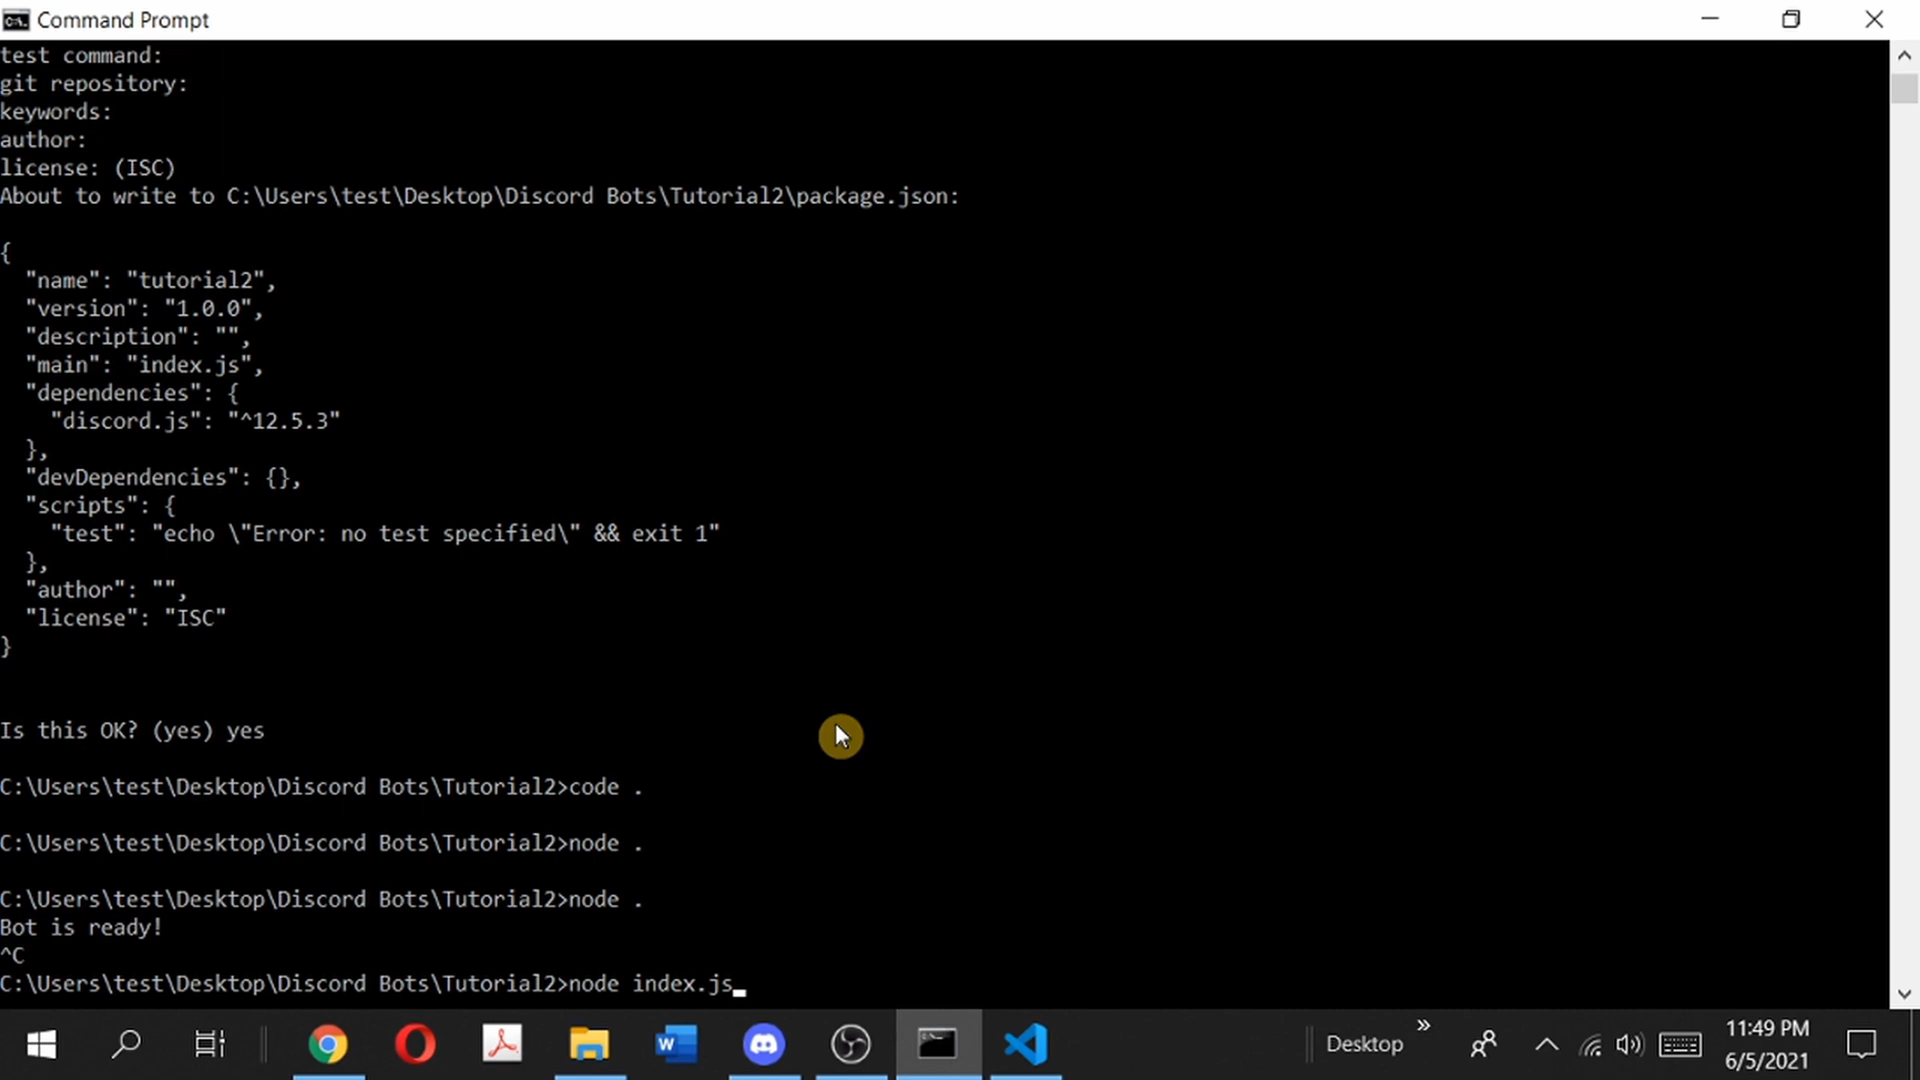 Command Prompt
test command:
git repository:
keywords:
author:
license: (ISC)
About to write to C:\Users\test\Desktop\Discord Bots\Tutorial2\package.json:
{
  "name": "tutorial2",
  "version": "1.0.0",
  "description": "",
  "main": "index.js",
  "dependencies": {
    "discord.js": "^12.5.3"
  },
  "devDependencies": {},
  "scripts": {
    "test": "echo \"Error: no test specified\" && exit 1"
  },
  "author": "",
  "license": "ISC"
}
Is this OK? (yes) yes
C:\Users\test\Desktop\Discord Bots\Tutorial2>code .
C:\Users\test\Desktop\Discord Bots\Tutorial2>node .
C:\Users\test\Desktop\Discord Bots\Tutorial2>node .
Bot is ready!
^C
C:\Users\test\Desktop\Discord Bots\Tutorial2>node index.js
Desktop
11:49 PM
6/5/2021